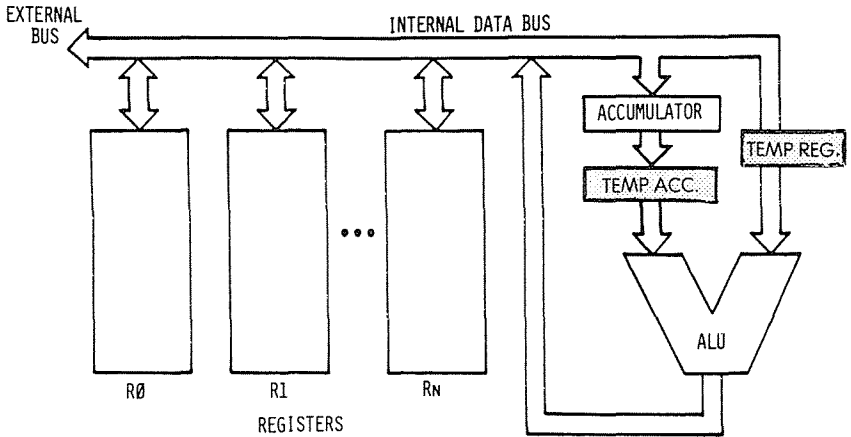 EXTERNAL
BUS
INTERNAL DATA BUS
ACCUMULATOR
TEMP REG.
TEMP ACC.
ALU
RØ
R1
RN
REGISTERS